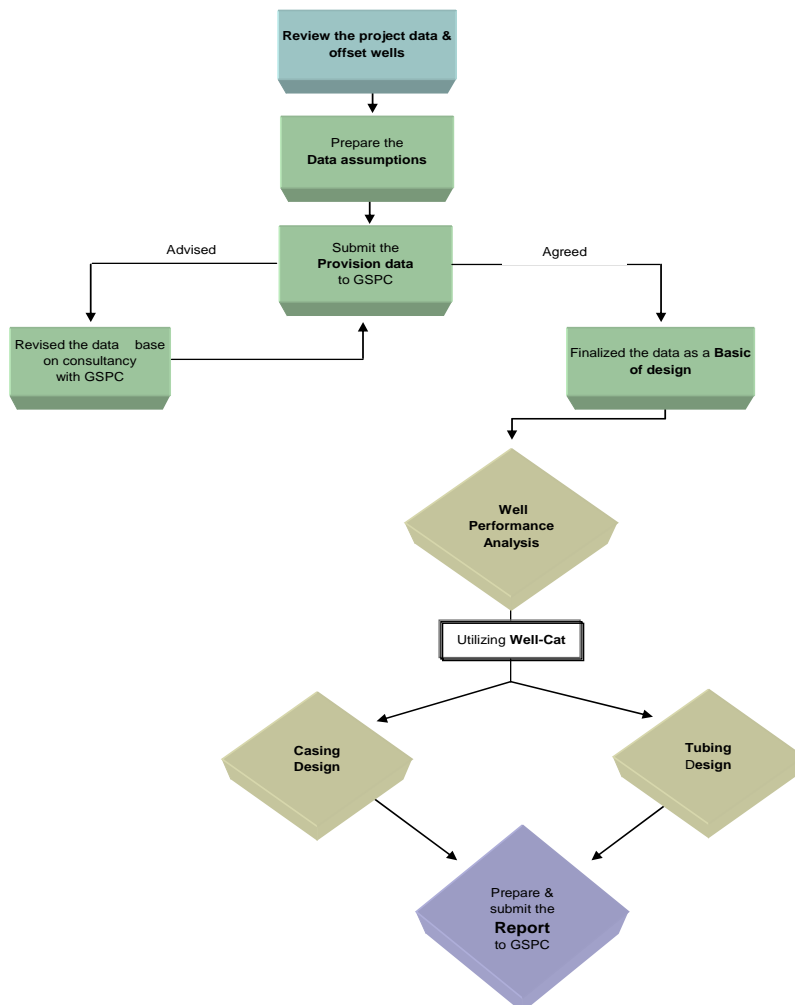 Review the project data &
offset wells
Prepare the
Data assumptions
Advised
Submit the
Provision data
to GSPC
Agreed
Revised the data base
on consultancy
with GSPC
Finalized the data as a Basic
of design
Well
Performance
Analysis
Utilizing Well-Cat
Casing
Design
Tubing
Design
Prepare &
submit the
Report
to GSPC